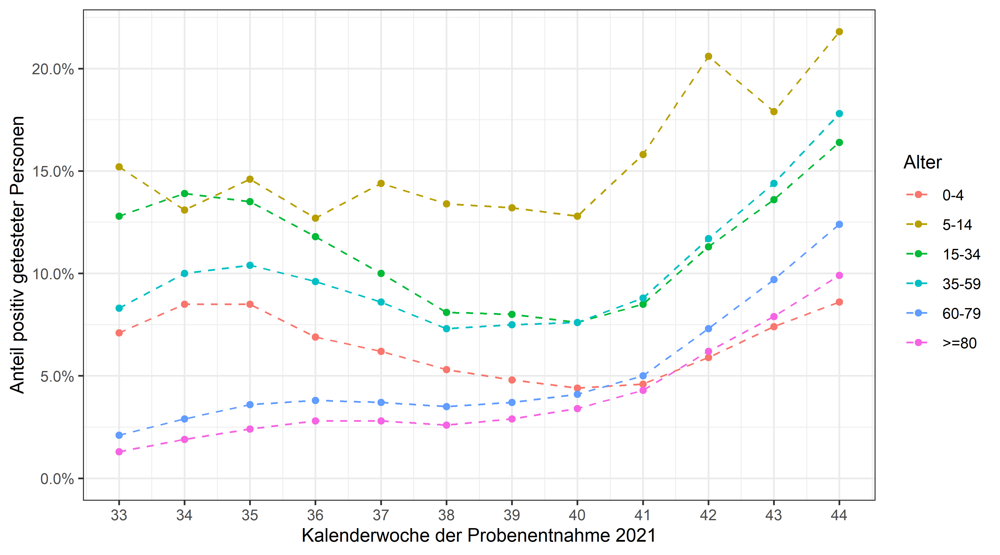 Anteil positiv getesteter Personen
20.0%
15.0%
10.0%
5.0%
0.0%
33 34 35 36 37 38 39 40 41 42 43 44
Kalenderwoche der Probenentnahme 2021
Alter
0-4
5-14
15-34
35-59
60-79
>=80